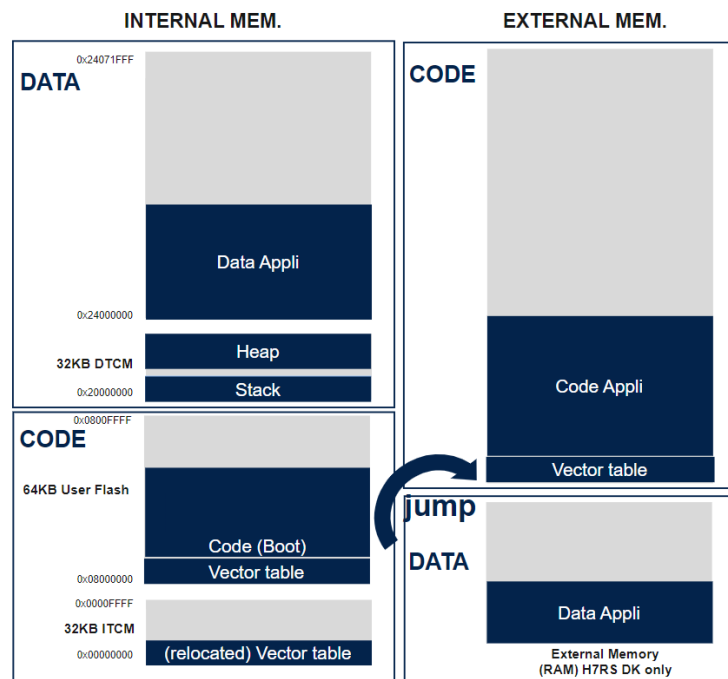 INTERNAL MEM.
EXTERNAL MEM.
0x24071FFF
DATA
Data Appli
0x24000000
Heap
32KB DTCM
0x20000000
Stack
0x0800FFFF
CODE
64KB User Flash
Code (Boot)
Vector table
0x08000000
0x0000FFFF
32KB ITCM
0x00000000
(relocated) Vector table
CODE
Code Appli
Vector table
jump
DATA
Data Appli
External Memory
(RAM) H7RS DK only